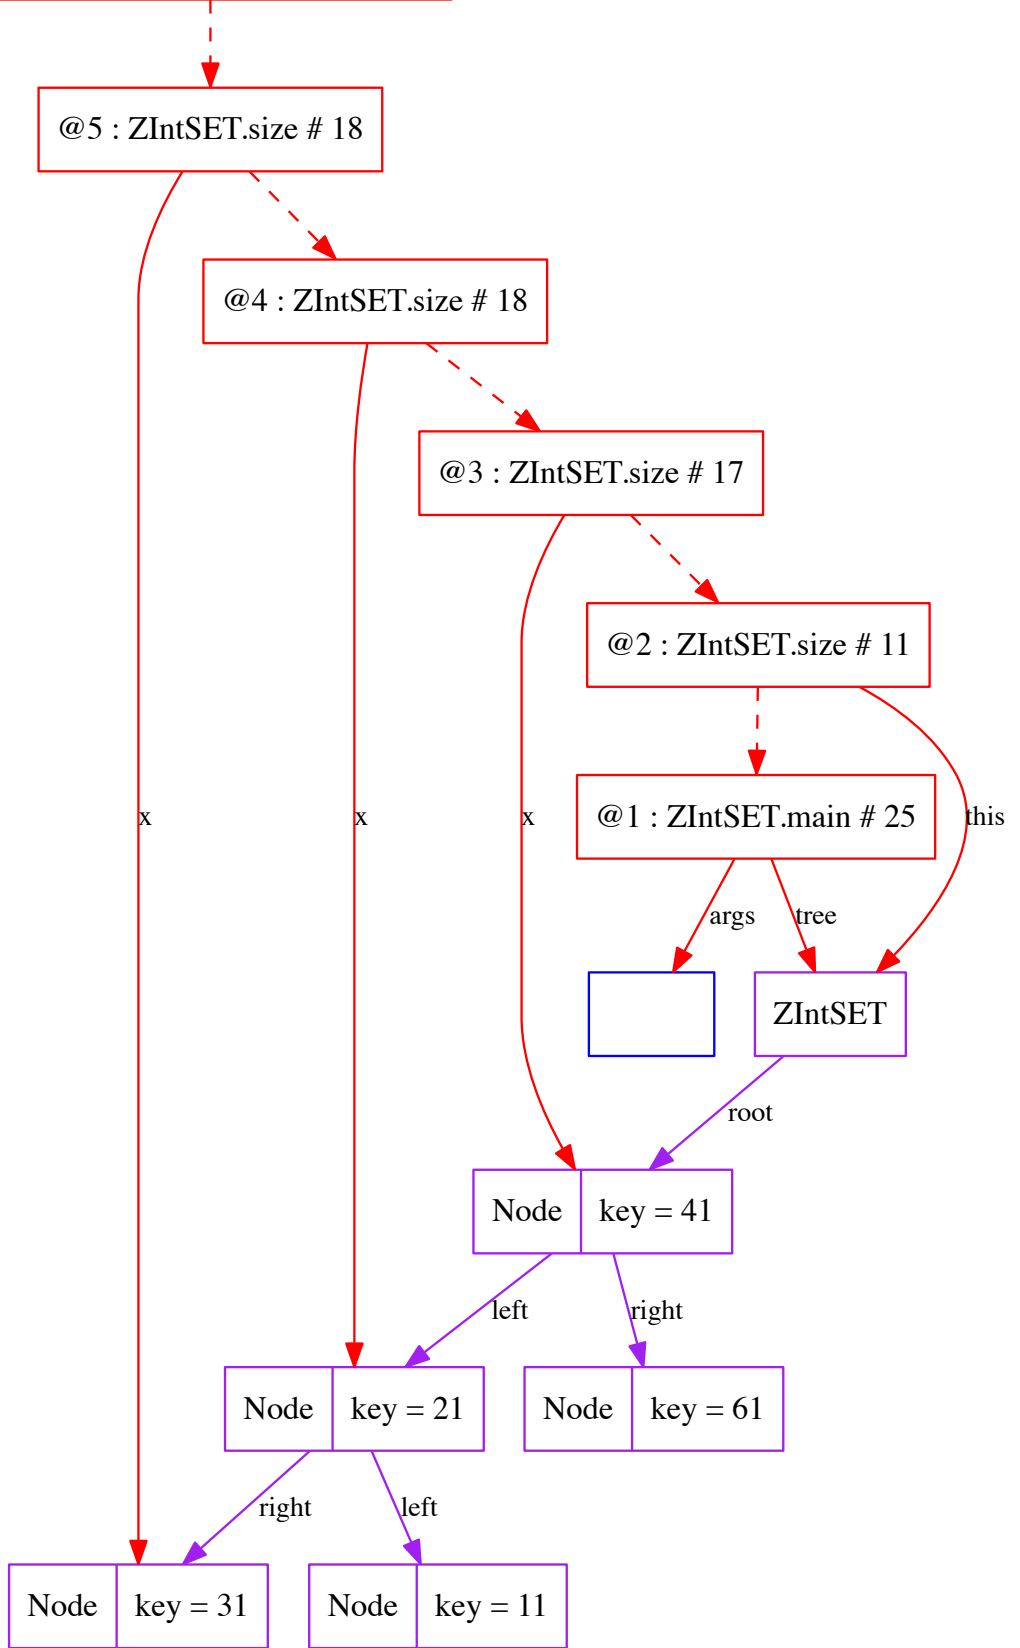 @5 : ZIntSET.size # 18
@4 : ZIntSET.size # 18
@3 : ZIntSET.size # 17
@2 : ZIntSET.size # 11
x
x
x
@1 : ZIntSET.main # 25
this
args
tree
ZIntSET
root
Node
key = 41
left
right
Node
key = 21
Node
key = 61
right
left
Node
key = 31
Node
key = 11